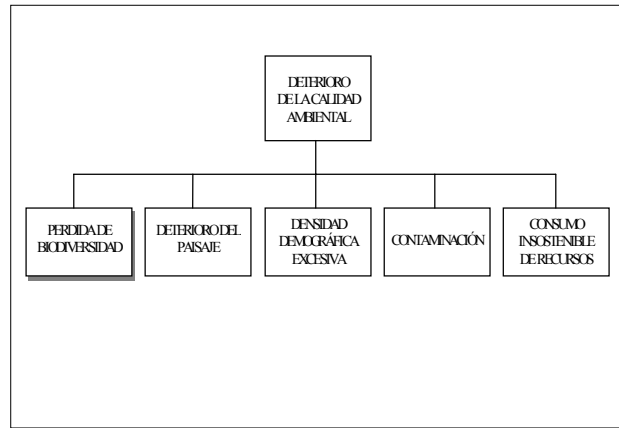 DETERIORO
DE LA CALIDAD
AMBIENTAL
PERDIDA DE
BIODIVERSIDAD
DETERIORO DEL
PAISAJE
DENSIDAD
DEMOGRÁFICA
EXCESIVA
CONTAMINACIÓN
CONSUMO
INSOSTENIBLE
DE RECURSOS